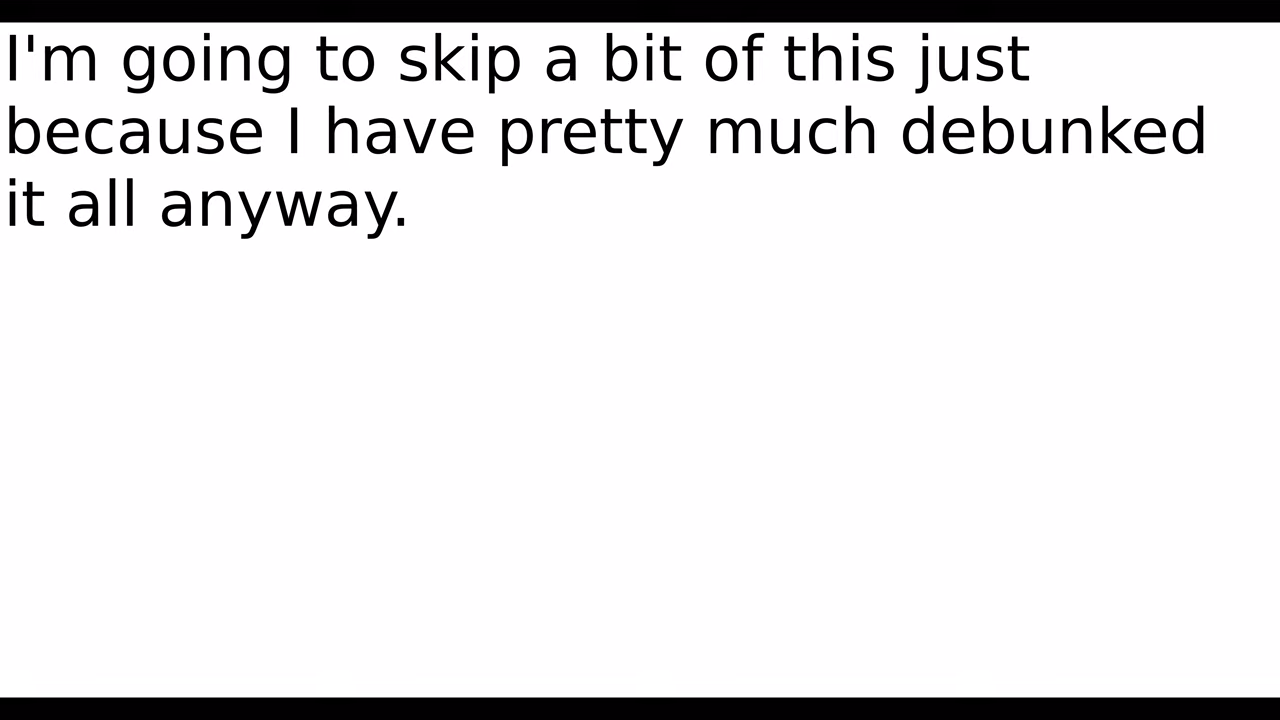 I'm going to skip a bit of this just
because I have pretty much debunked
it all anyway.